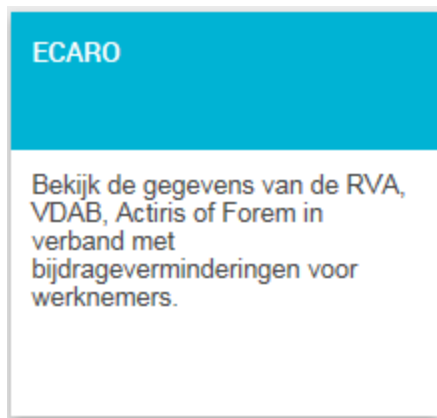 ECARO
Bekijk de gegevens van de RVA,
VDAB, Actiris of Forem in
verband met
bijdrageverminderingen voor
werknemers.